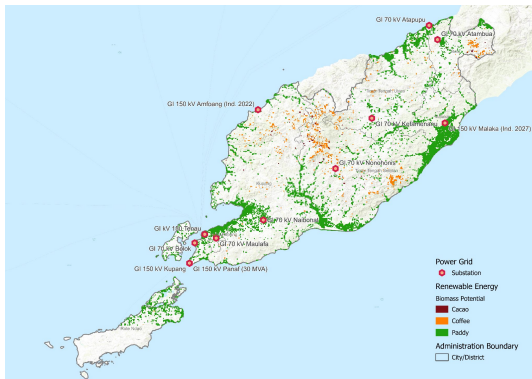 GI 70 kV Atapupu
GI 70 kV Atambua
GI 150 kV Amfoang (Ind. 2022)
GI 70 kV Kefamenanu
GI 150 kV Malaka (Ind. 2027)
GI 70 kV Nonohonis
Kupang
GI 70 kV Naibonat
GI kV 150 Tenau
GI 70 kV Maulafa
GI 70 kV Bolok
GI 150 kV Kupang
GI 150 kV Panaf (30 MVA)
Rote Ndao
Power Grid
Substation
Renewable Energy
Biomass Potential
Cacao
Coffee
Paddy
Administration Boundary
City/District